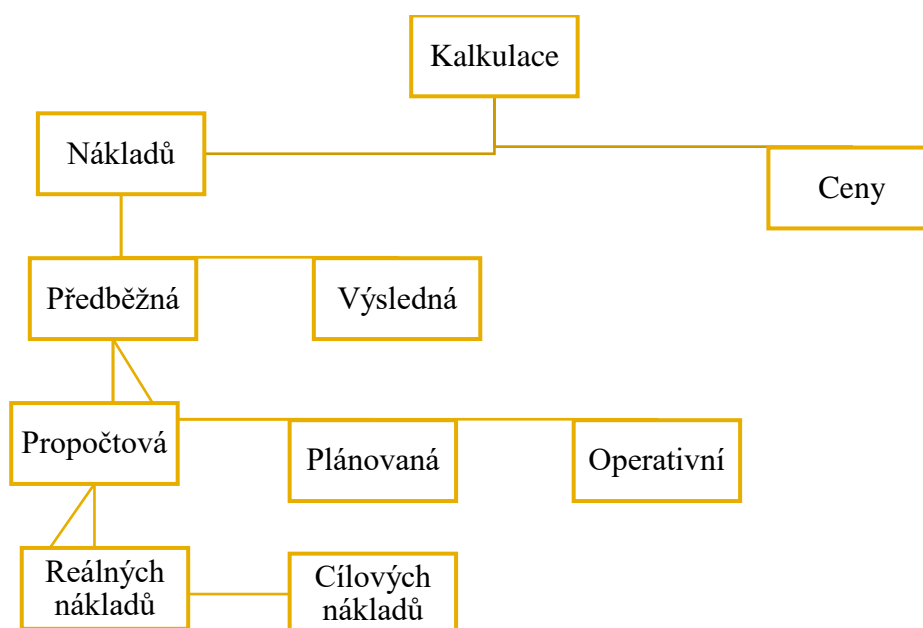 Kalkulace
Nákladů
Ceny
Předběžná
Výsledná
Propočtová
Plánovaná
Operativní
Reálných
nákladů
Cílových
nákladů